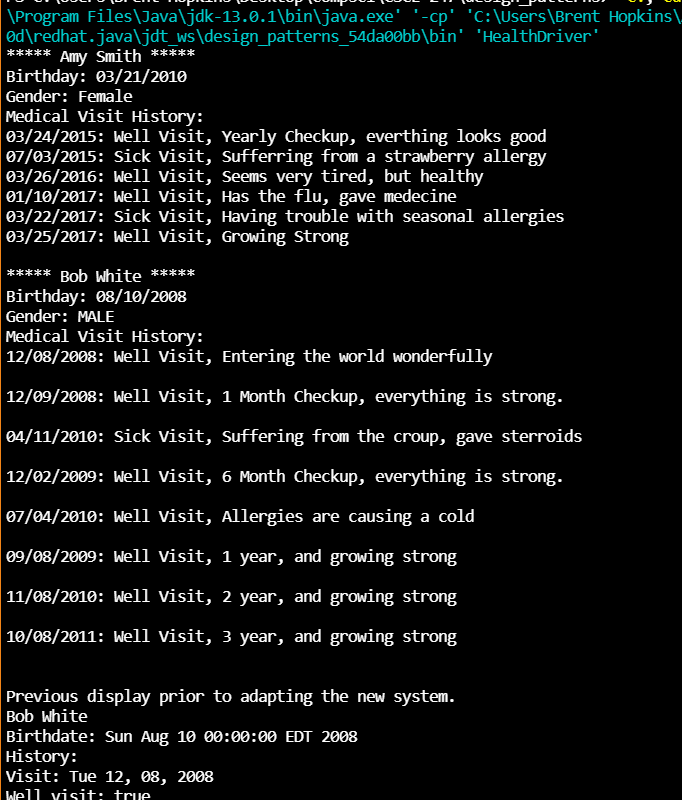 \Program Files\Java\jdk-13.0.1\bin\java.exe' '-cp' 'C:\Users\Brent Hopkins\
0d\redhat.java\jdt_ws\design_patterns_54da00bb\bin' 'HealthDriver'
***** Amy Smith *****
Birthday: 03/21/2010
Gender: Female
Medical Visit History:
03/24/2015: Well Visit, Yearly Checkup, everthing looks good
07/03/2015: Sick Visit, Sufferring from a strawberry allergy
03/26/2016: Well Visit, Seems very tired, but healthy
01/10/2017: Well Visit, Has the flu, gave medecine
03/22/2017: Sick Visit, Having trouble with seasonal allergies
03/25/2017: Well Visit, Growing Strong
***** Bob White *****
Birthday: 08/10/2008
Gender: MALE
Medical Visit History:
12/08/2008: Well Visit, Entering the world wonderfully
12/09/2008: Well Visit, 1 Month Checkup, everything is strong.
04/11/2010: Sick Visit, Suffering from the croup, gave sterroids
12/02/2009: Well Visit, 6 Month Checkup, everything is strong.
07/04/2010: Well Visit, Allergies are causing a cold
09/08/2009: Well Visit, 1 year, and growing strong
11/08/2010: Well Visit, 2 year, and growing strong
10/08/2011: Well Visit, 3 year, and growing strong
Previous display prior to adapting the new system.
Bob White
Birthdate: Sun Aug 10 00:00:00 EDT 2008
History:
Visit: Tue 12, 08, 2008
Well visit: true